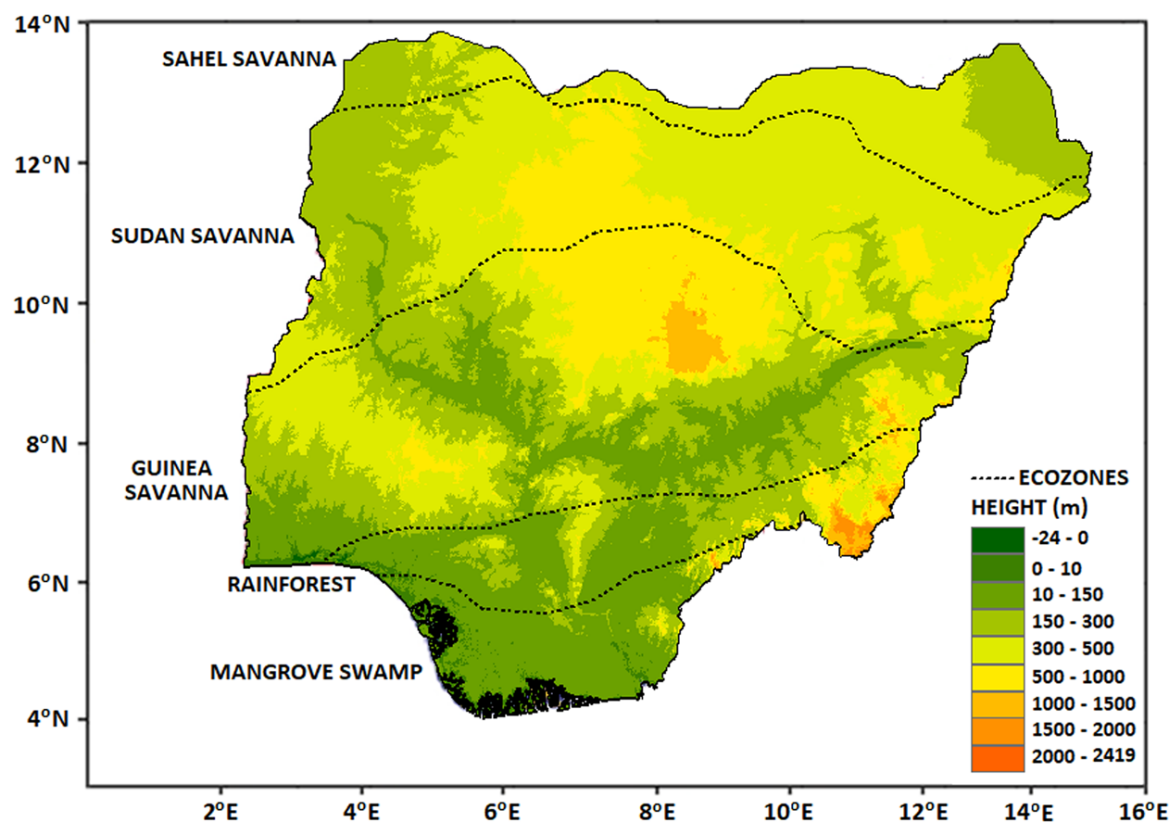 14°N
SAHEL SAVANNA
12°N
SUDAN SAVANNA
10°N
8°N
GUINEA
SAVANNA
ECOZONES
HEIGHT (m)
-24 - 0
0 - 10
10 - 150
150 - 300
300 - 500
500 - 1000
1000 - 1500
1500 - 2000
2000 - 2419
6°N
RAINFOREST
MANGROVE SWAMP
4°N
2°E 4°E 6°E 8°E 10°E 12°E 14°E 16°E